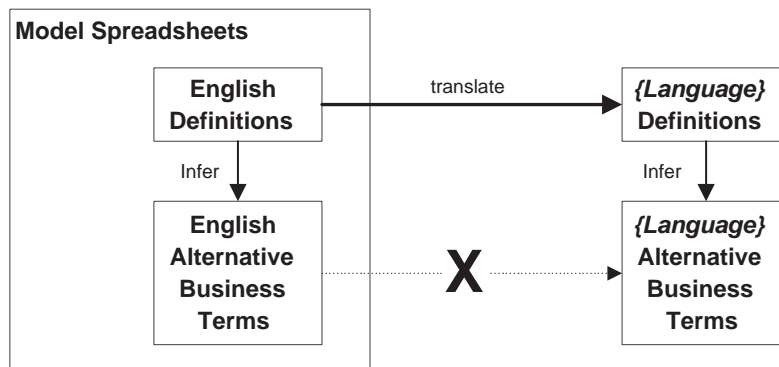 Model Spreadsheets
English
Definitions
translate
{Language}
Definitions
Infer
Infer
English
Alternative
Business
Terms
X
{Language}
Alternative
Business
Terms